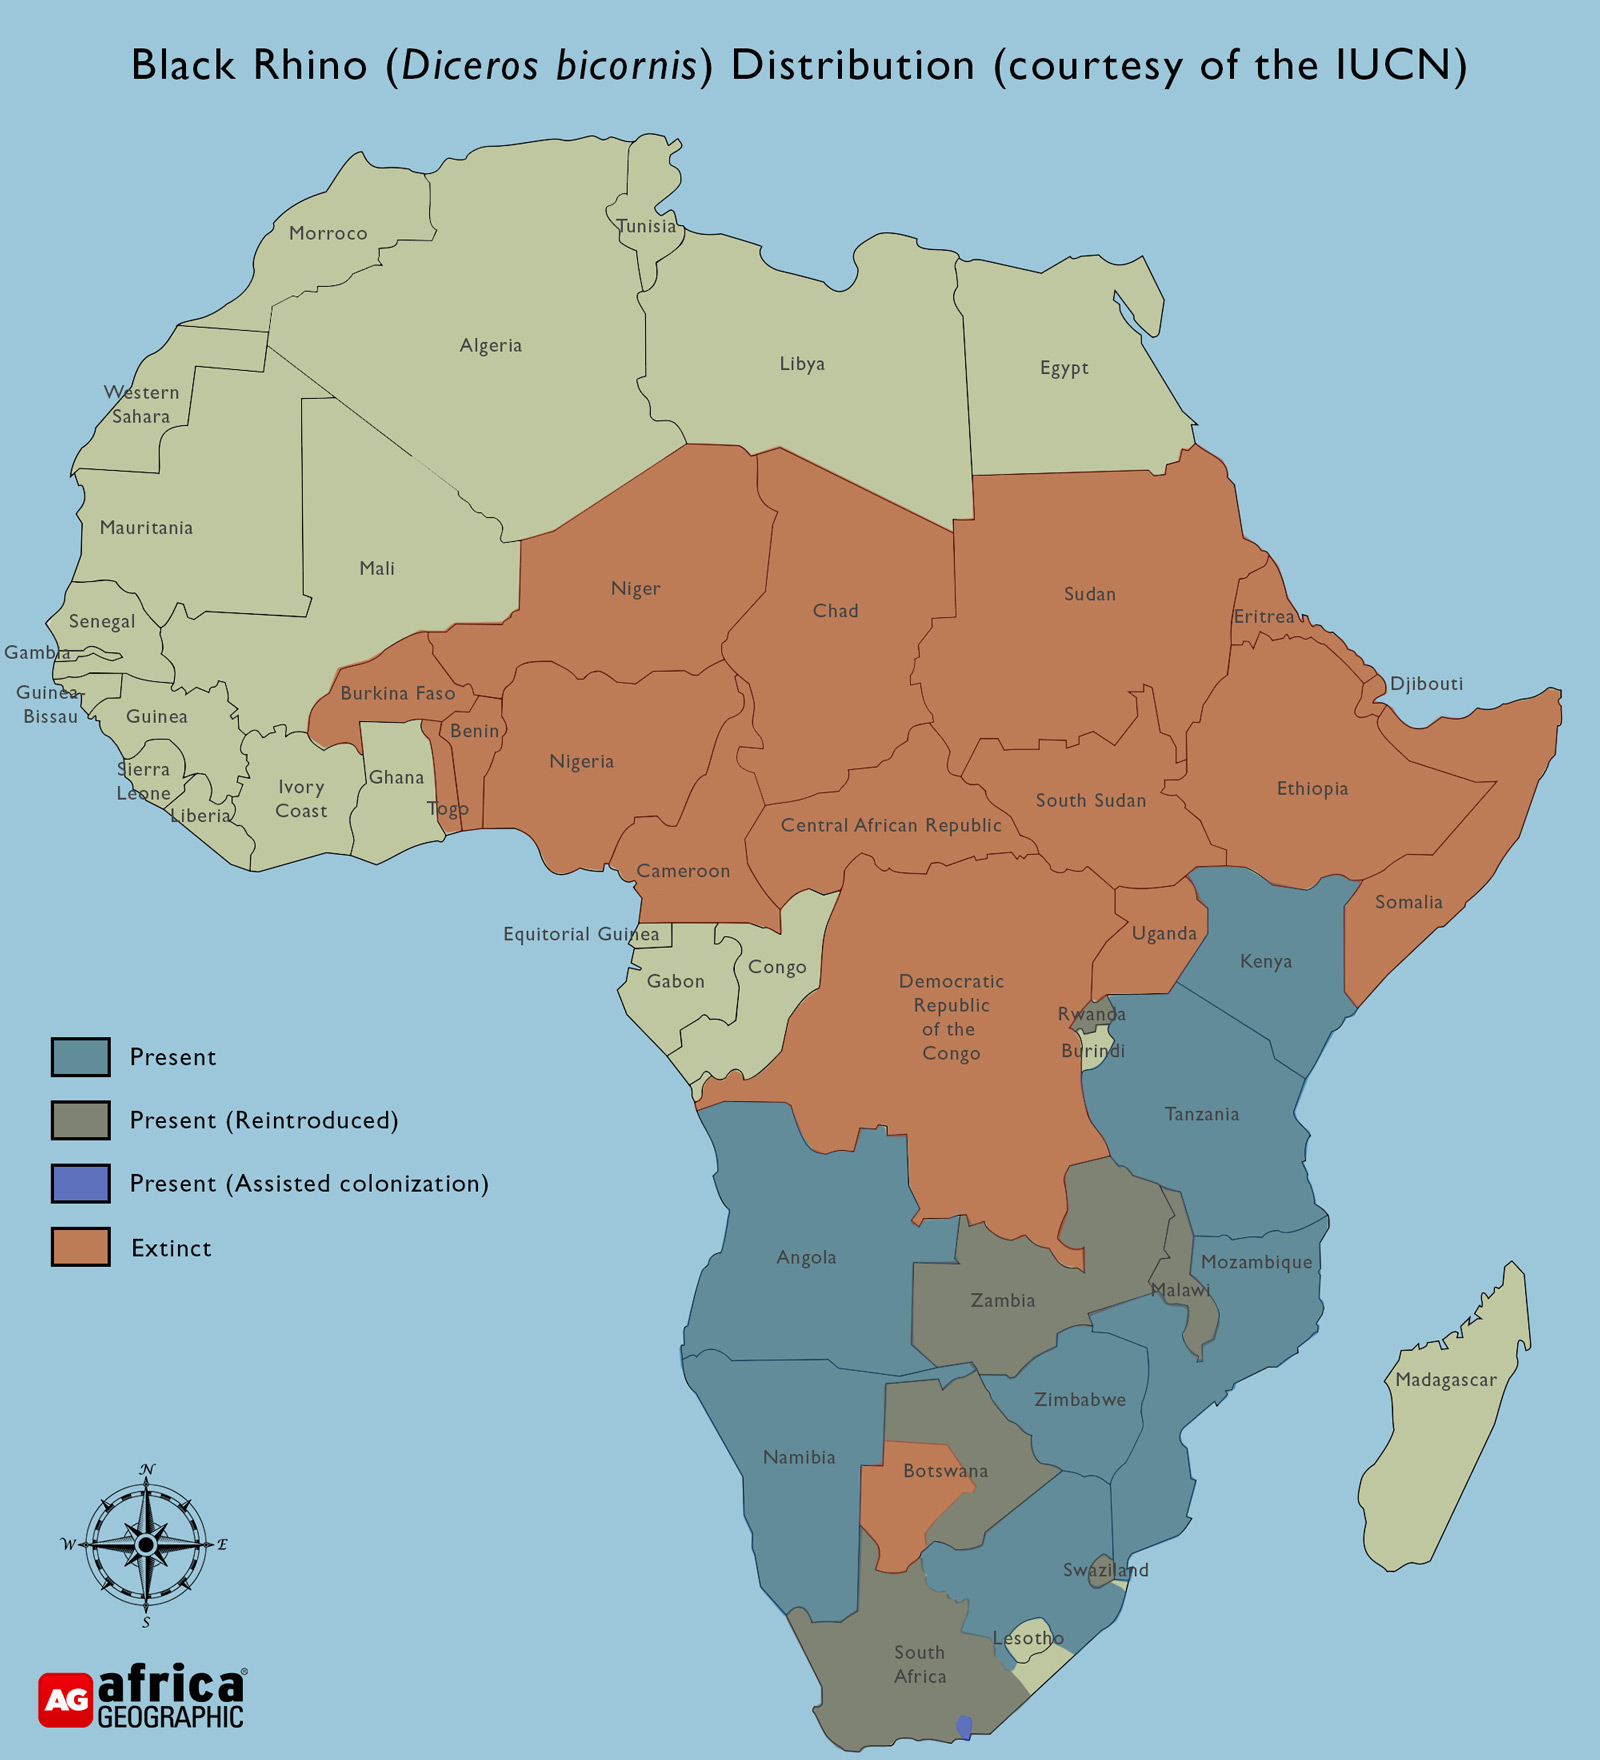 Black Rhino (Diceros bicornis) Distribution (courtesy of the IUCN)
Tunisia
Morroco
Algeria
Libya
Egypt
Western
Sahara
Mauritania
Mali
Niger
Chad
Sudan
Eritrea
Senegal
Gambia
Djibouti
Guinea
Bissau
Guinea
Burkina Faso
Benin
Nigeria
Sierra
Leone
Ivory
Coast
Ghana
Togo
Liberia
South Sudan
Ethiopia
Central African Republic
Cameroon
Somalia
Equitorial Guinea
Uganda
Kenya
Gabon
Congo
Democratic
Republic
of the
Congo
Rwanda
Burindi
Tanzania
Present
Present (Reintroduced)
Present (Assisted colonization)
Extinct
Angola
Zambia
Malawi
Mozambique
Madagascar
Zimbabwe
Namibia
Botswana
Swaziland
Lesotho
South
Africa
N
W
E
S
AG africa
GEOGRAPHIC